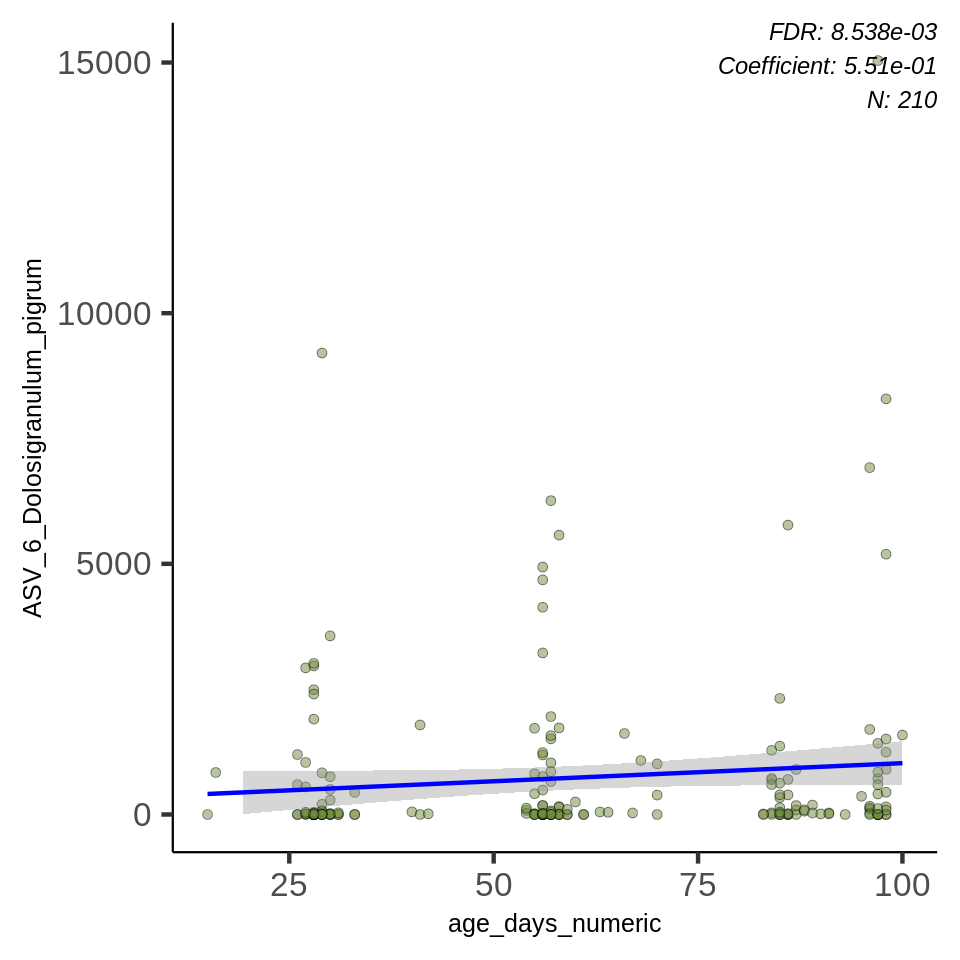 FDR: 8.538e-03
Coefficient: 5.51e-01
N: 210
15000
10000
5000
0
ASV_6_Dolosigranulum_pigrum
25 50 75 100
age_days_numeric